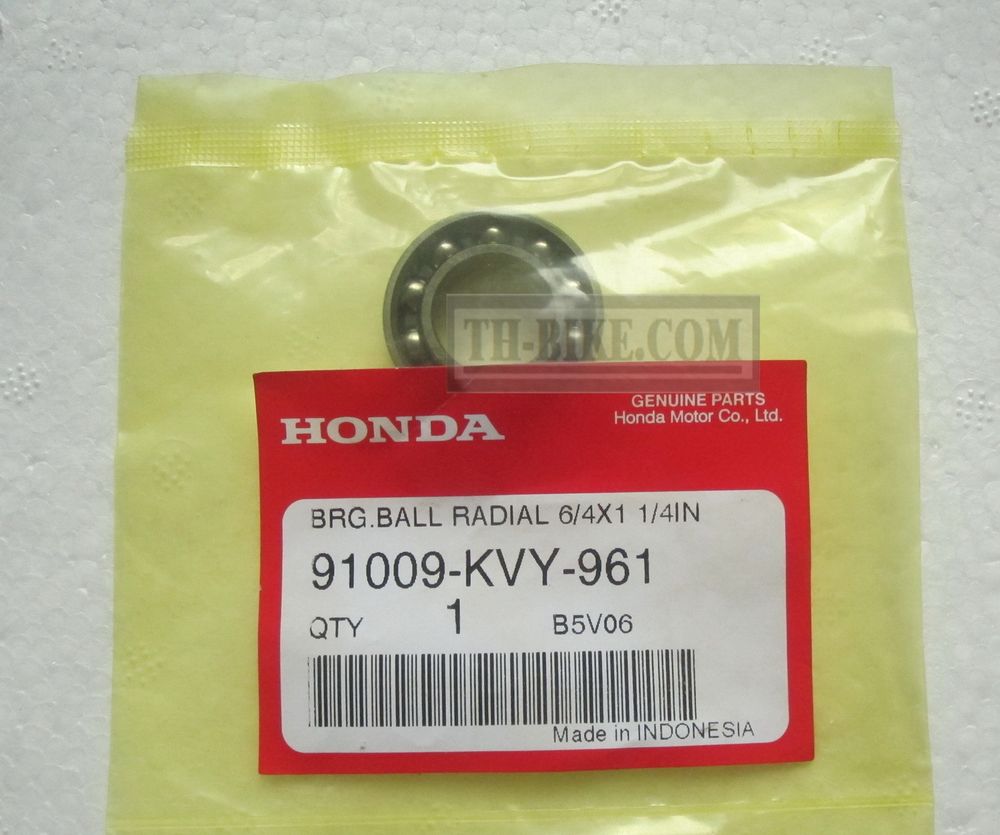 TH-BIKE.COM
GENUINE PARTS
HONDA
Honda Motor Co., Ltd.
BRG.BALL RADIAL 6/4X1 1/4IN
91009-KVY-961
QTY 1 B5V06
Made in INDONESIA